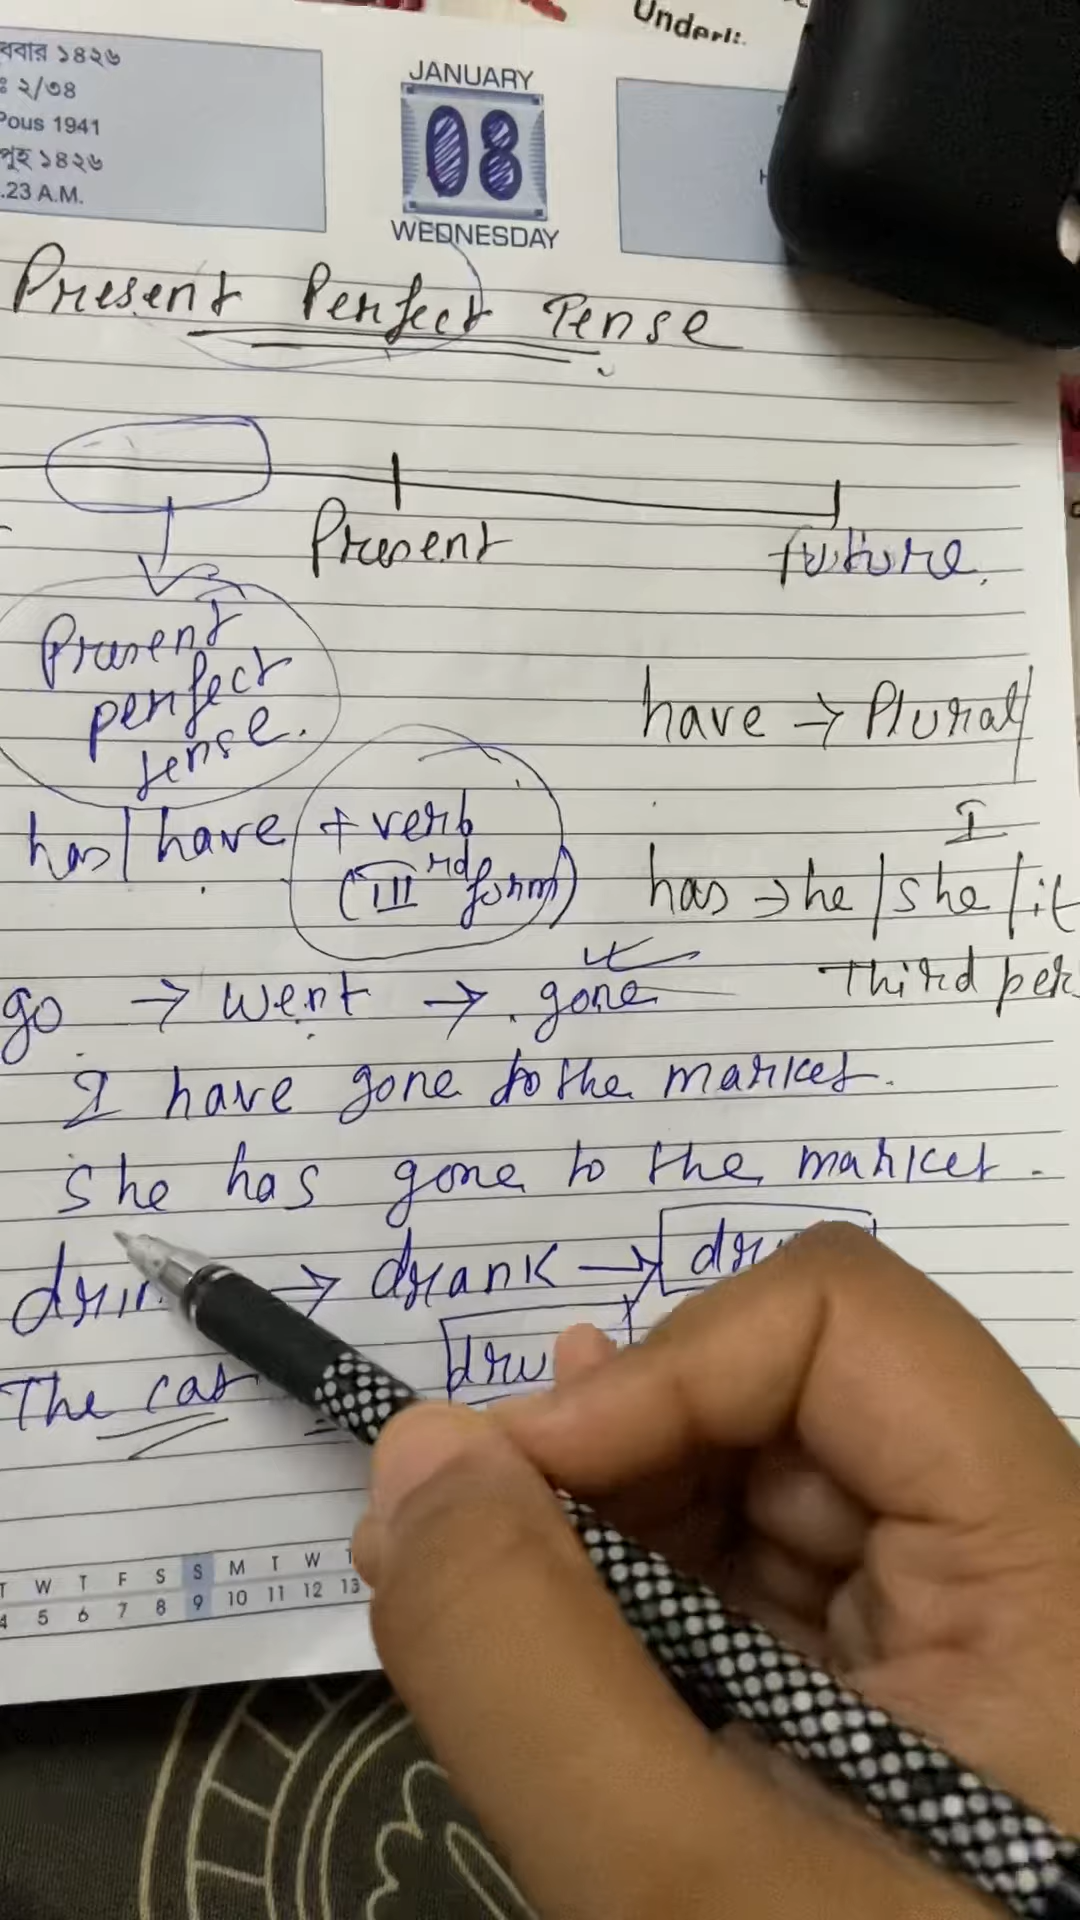 Underli
১৪২৬
JANUARY
ঃ ২/৩৪
08
Pous 1941
১৪২৬
.23 A.M.
WEDNESDAY
Present Perfect Tense
Present
future.
Present
perfect
tense.
have → Plural/
I
has/have + verb
(IIIrd form)
has → he/she/it
Third per
go → went → gone
I have gone to the market.
She has gone to the market.
→ drank →
The cat
T W T F S S M T W T
4 5 6 7 8 9 10 11 12 13